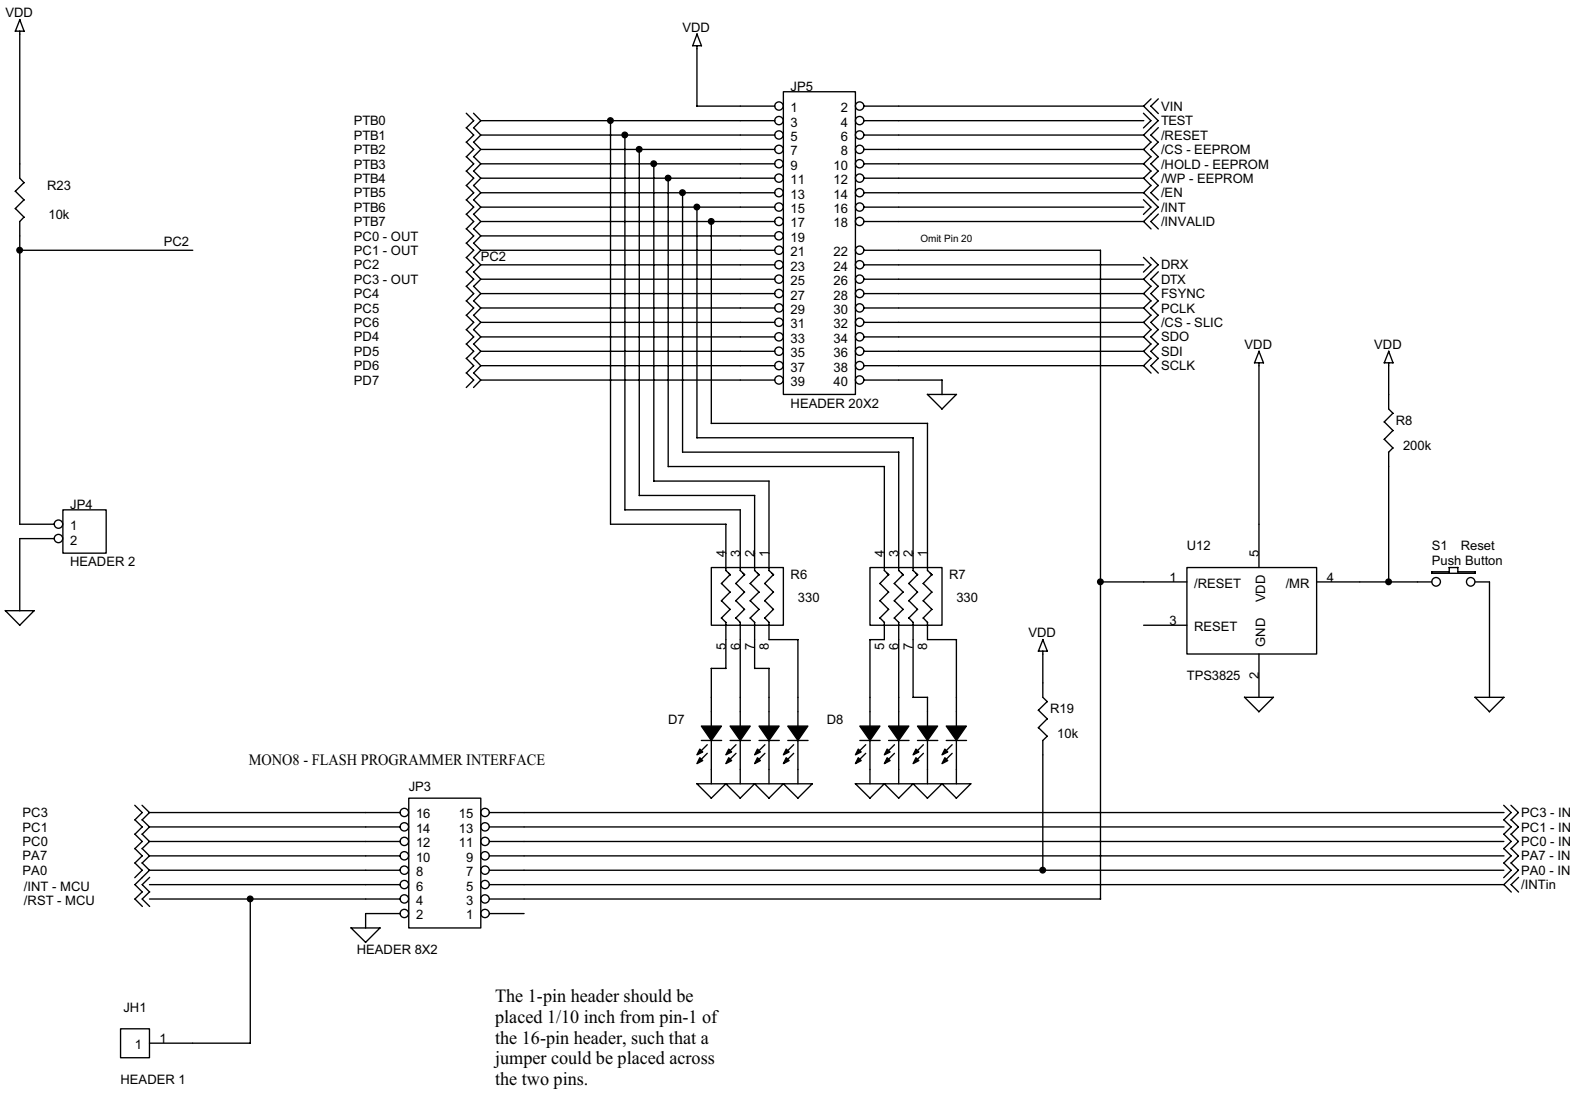 VDD
R23
10k
PC2
JP4
1
2
HEADER 2
VDD
JP5
PTB0
PTB1
PTB2
PTB3
PTB4
PTB5
PTB6
PTB7
PC0 - OUT
PC1 - OUT
PC2
PC3 - OUT
PC4
PC5
PC6
PD4
PD5
PD6
PD7
PC2
1 2
3 4
5 6
7 8
9 10
11 12
13 14
15 16
17 18
19
21 22
23 24
25 26
27 28
29 30
31 32
33 34
35 36
37 38
39 40
HEADER 20X2
VIN
TEST
/RESET
/CS - EEPROM
/HOLD - EEPROM
/WP - EEPROM
/EN
/INT
/INVALID
Omit Pin 20
DRX
DTX
FSYNC
PCLK
/CS - SLIC
SDO
SDI
SCLK
4 3 2 1
R6
330
5 6 7 8
D7
4 3 2 1
R7
330
5 6 7 8
D8
VDD
R19
10k
VDD
VDD
R8
200k
U12
5
1 /RESET VDD /MR 4
3 RESET GND
2
TPS3825
S1 Reset
Push Button
MONO8 - FLASH PROGRAMMER INTERFACE
JP3
PC3
PC1
PC0
PA7
PA0
/INT - MCU
/RST - MCU
16 15
14 13
12 11
10 9
8 7
6 5
4 3
2 1
HEADER 8X2
PC3 - IN
PC1 - IN
PC0 - IN
PA7 - IN
PA0 - IN
/INTin
JH1
1 1
HEADER 1
The 1-pin header should be
placed 1/10 inch from pin-1 of
the 16-pin header, such that a
jumper could be placed across
the two pins.